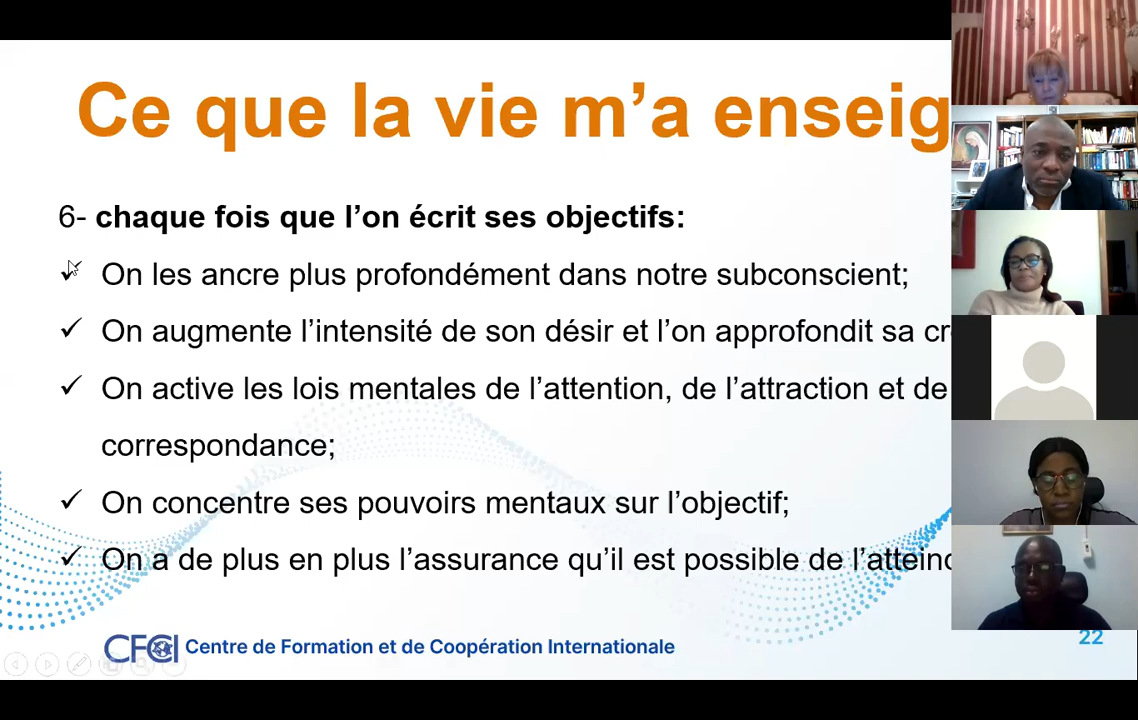 Ce que la vie m’a enseig
6- chaque fois que l’on écrit ses objectifs:
✓ On les ancre plus profondément dans notre subconscient;
✓ On augmente l’intensité de son désir et l’on approfondit sa cr
✓ On active les lois mentales de l’attention, de l’attraction et de
correspondance;
✓ On concentre ses pouvoirs mentaux sur l’objectif;
✓ On a de plus en plus l’assurance qu’il est possible de l’atteind
CFCI Centre de Formation et de Coopération Internationale
22